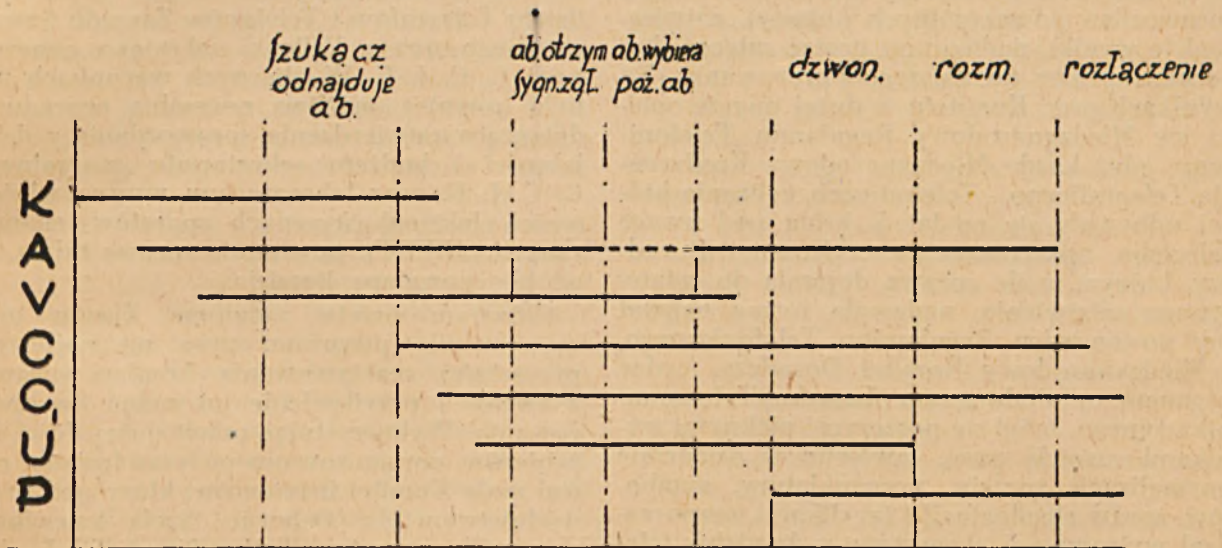 Szukacz
odnajduje
ab.
ab. otrzym
sygn. zgł.
ab. wybiera
poż. ab
dzwon.
rozm.
rozłączenie
K
A
V
C
C₁
U
P